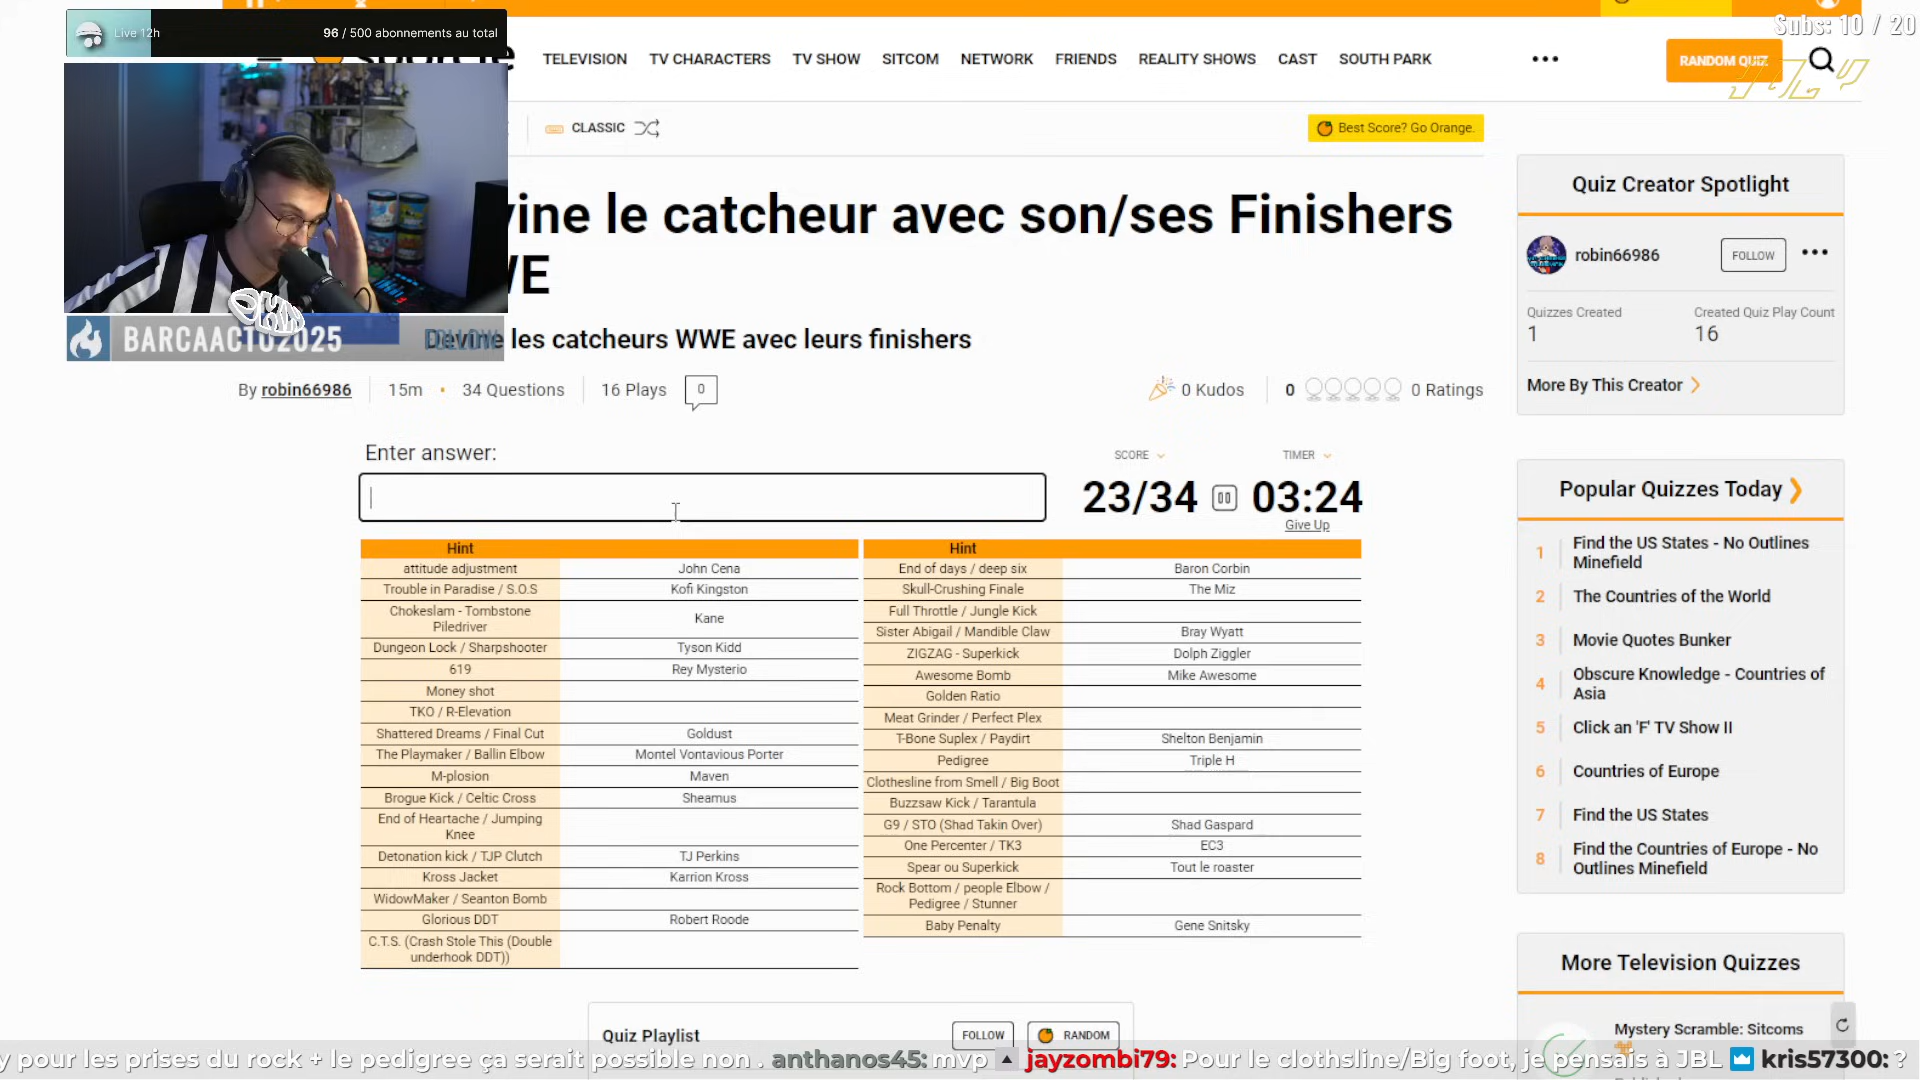 Live 12h
96 / 500 abonnements au total
Subs: 10 / 20
TELEVISION TV CHARACTERS TV SHOW SITCOM NETWORK FRIENDS REALITY SHOWS CAST SOUTH PARK
RANDOM QUIZ
CLASSIC
Best Score? Go Orange.
vine le catcheur avec son/ses Finishers
WE
BARCAACTU2025
Devine les catcheurs WWE avec leurs finishers
By robin66986 15m • 34 Questions 16 Plays 0
0 Kudos 0 0 Ratings
Enter answer:
SCORE TIMER
23/34 03:24
Give Up
Hint
attitude adjustment John Cena
Trouble in Paradise / S.O.S Kofi Kingston
Chokeslam - Tombstone
Piledriver
Kane
Dungeon Lock / Sharpshooter Tyson Kidd
619 Rey Mysterio
Money shot
TKO / R-Elevation
Shattered Dreams / Final Cut Goldust
The Playmaker / Ballin Elbow Montel Vontavious Porter
M-plosion Maven
Brogue Kick / Celtic Cross Sheamus
End of Heartache / Jumping
Knee
Detonation kick / TJP Clutch TJ Perkins
Kross Jacket Karrion Kross
WidowMaker / Seanton Bomb
Glorious DDT Robert Roode
C.T.S. (Crash Stole This (Double
underhook DDT))
Hint
End of days / deep six Baron Corbin
Skull-Crushing Finale The Miz
Full Throttle / Jungle Kick
Sister Abigail / Mandible Claw Bray Wyatt
ZIGZAG - Superkick Dolph Ziggler
Awesome Bomb Mike Awesome
Golden Ratio
Meat Grinder / Perfect Plex
T-Bone Suplex / Paydirt Shelton Benjamin
Pedigree Triple H
Clothesline from Smell / Big Boot
Buzzsaw Kick / Tarantula
G9 / STO (Shad Takin Over) Shad Gaspard
One Percenter / TK3 EC3
Spear ou Superkick Tout le roaster
Rock Bottom / people Elbow /
Pedigree / Stunner
Baby Penalty Gene Snitsky
Quiz Playlist FOLLOW RANDOM
Quiz Creator Spotlight
robin66986 FOLLOW
Quizzes Created
1
Created Quiz Play Count
16
More By This Creator
Popular Quizzes Today
1 Find the US States - No Outlines
Minefield
2 The Countries of the World
3 Movie Quotes Bunker
4 Obscure Knowledge - Countries of
Asia
5 Click an 'F' TV Show II
6 Countries of Europe
7 Find the US States
8 Find the Countries of Europe - No
Outlines Minefield
More Television Quizzes
Mystery Scramble: Sitcoms
y pour les prises du rock + le pedigree ça serait possible non . anthanos45: mvp jayzombi79: Pour le clothsline/Big foot, je pensais à JBL kris57300: ?